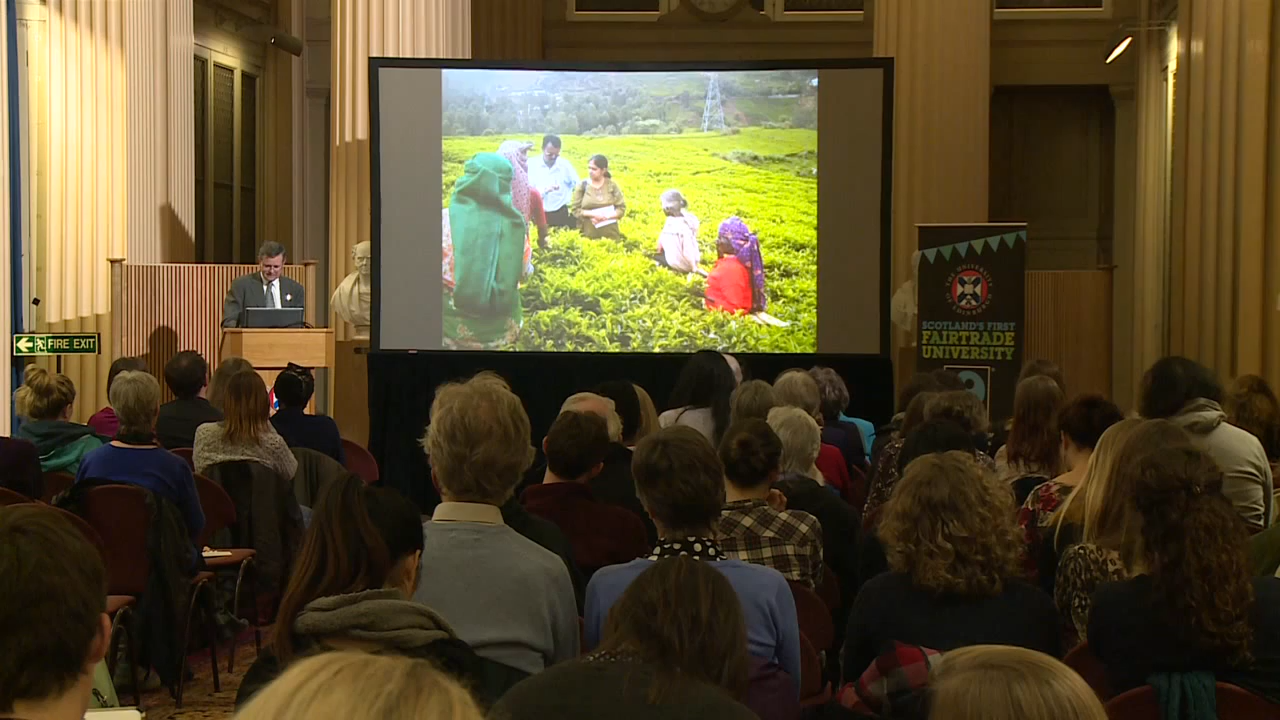 FIRE EXIT
THE UNIVERSITY
OF EDINBURGH
SCOTLAND'S FIRST
FAIRTRADE
UNIVERSITY